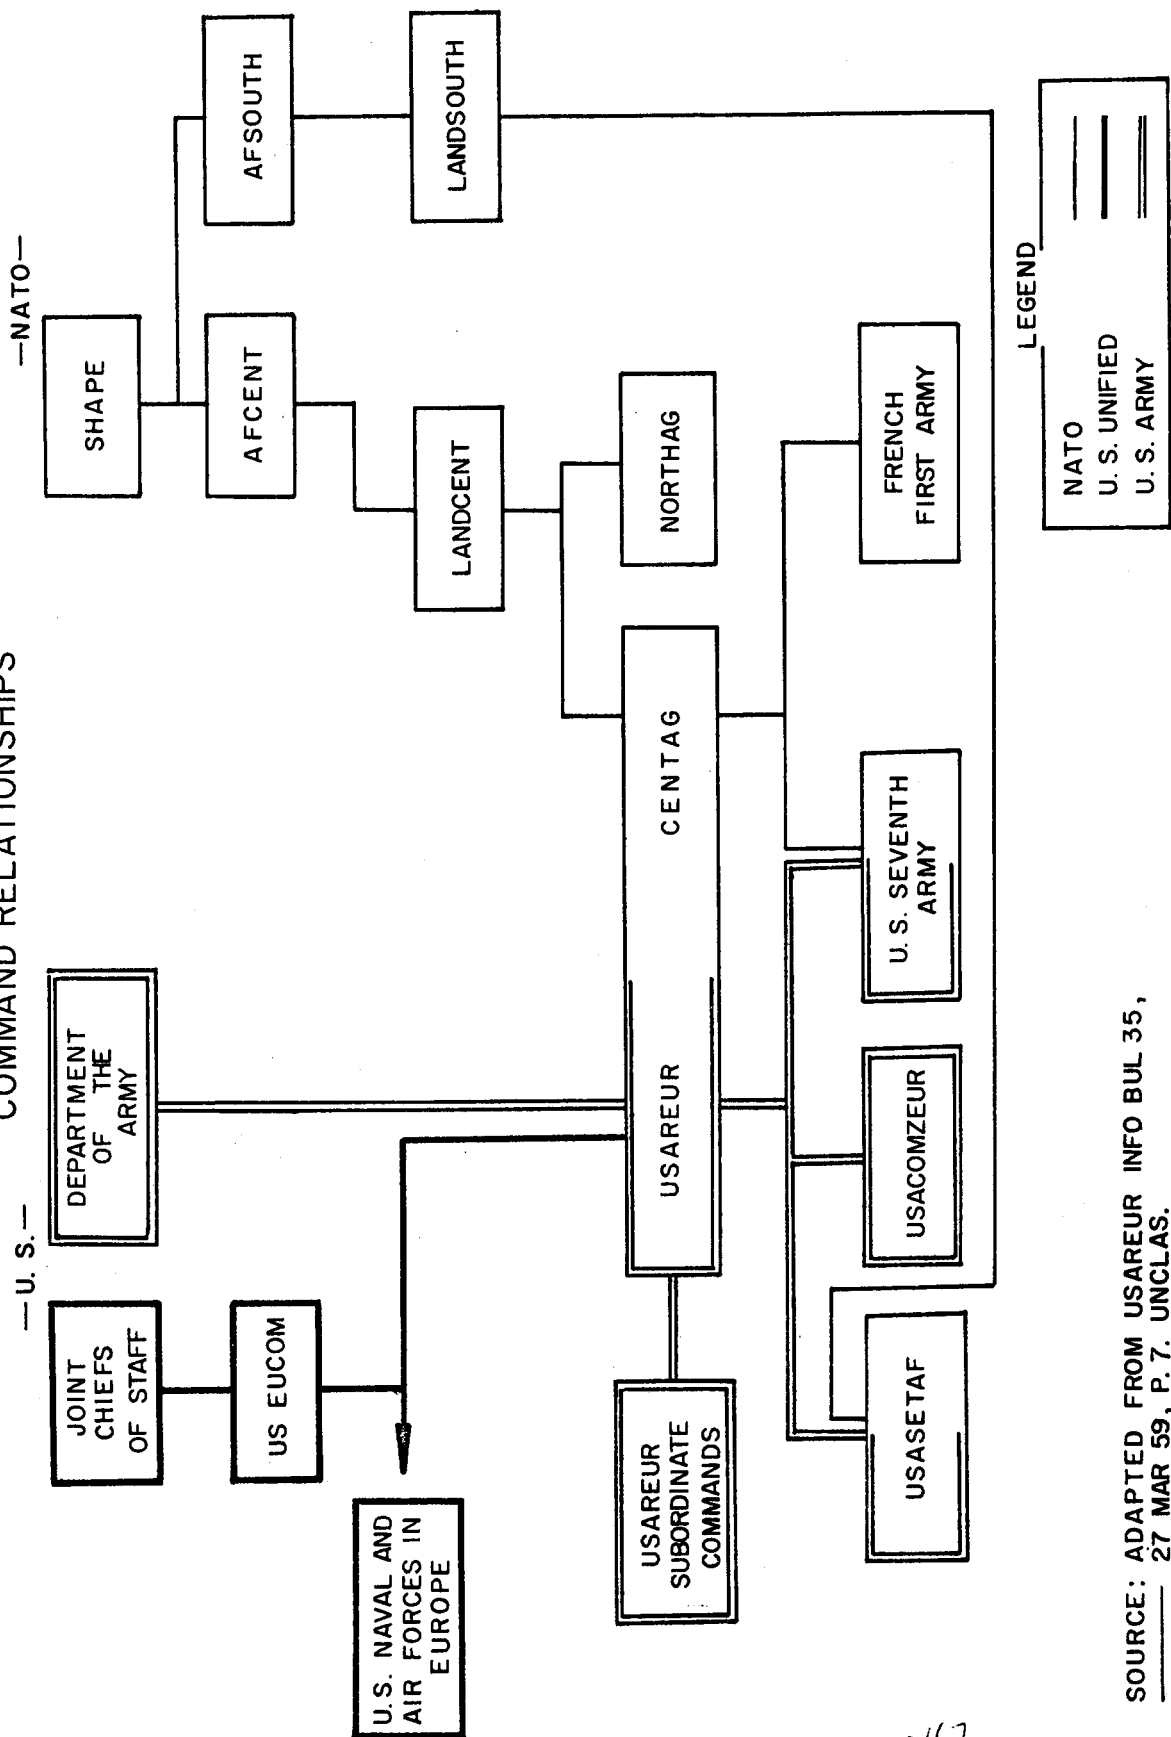 COMMAND RELATIONSHIPS
—U. S.—
—NATO—
JOINT
CHIEFS
OF STAFF
DEPARTMENT
OF THE
ARMY
SHAPE
US EUCOM
AFCENT
AFSOUTH
U.S. NAVAL AND
AIR FORCES IN
EUROPE
LANDCENT
LANDSOUTH
USAREUR
SUBORDINATE
COMMANDS
USAREUR
CENTAG
NORTHAG
USASETAF
USACOMZEUR
U. S. SEVENTH
ARMY
FRENCH
FIRST ARMY
LEGEND
NATO
U. S. UNIFIED
U. S. ARMY
SOURCE: ADAPTED FROM USAREUR INFO BUL 35,
27 MAR 59, P. 7. UNCLAS.